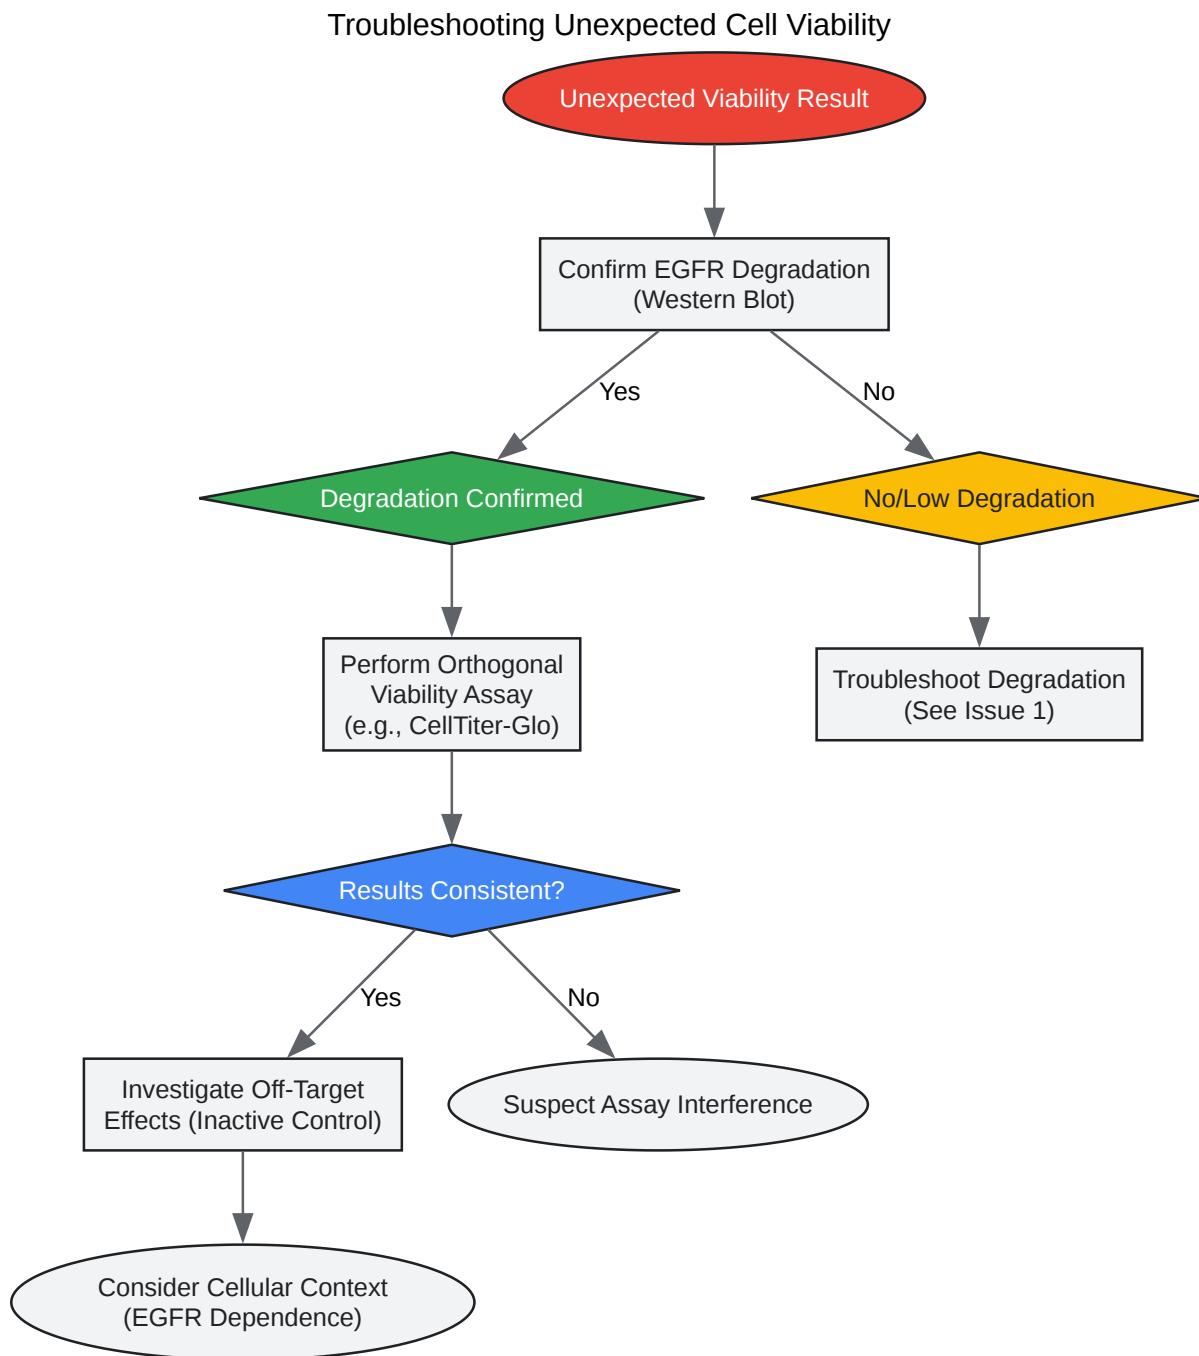 Troubleshooting Unexpected Cell Viability
Unexpected Viability Result
Confirm EGFR Degradation
(Western Blot)
Yes
No
Degradation Confirmed
No/Low Degradation
Perform Orthogonal
Viability Assay
(e.g., CellTiter-Glo)
Troubleshoot Degradation
(See Issue 1)
Results Consistent?
Yes
No
Investigate Off-Target
Effects (Inactive Control)
Suspect Assay Interference
Consider Cellular Context
(EGFR Dependence)